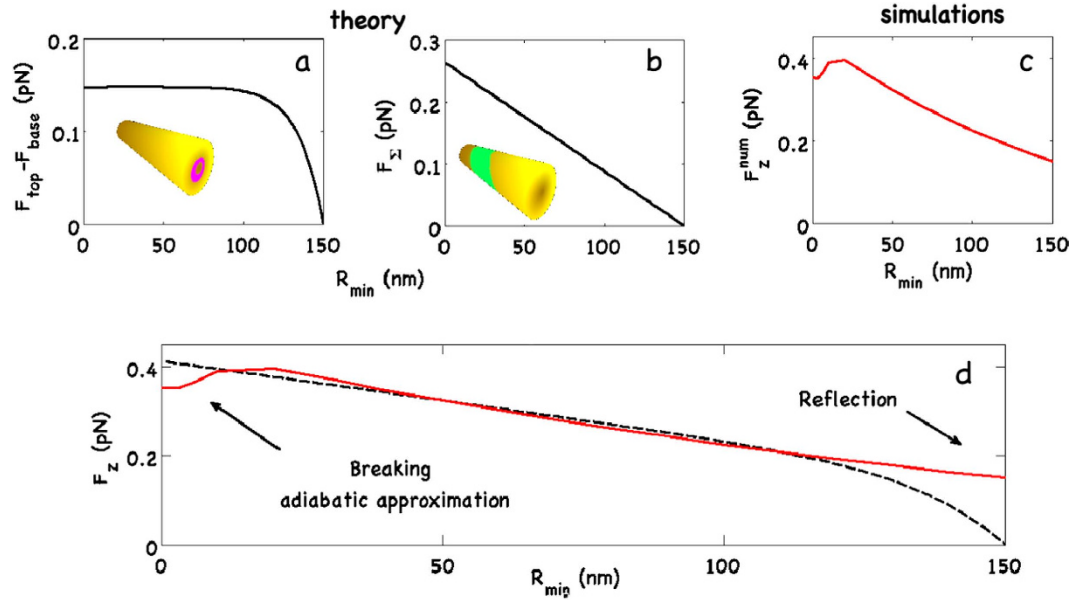 theory
simulations
a
0.2
0.1
0
F_top - F_base (pN)
0 50 100 150
b
0.3
0.2
0.1
0
F_Σ (pN)
0 50 100 150
R_min (nm)
c
0.4
0.2
0
F_z^num (pN)
0 50 100 150
R_min (nm)
d
0.4
0.2
0
F_z (pN)
Reflection
Breaking
adiabatic approximation
0 50 100 150
R_min (nm)